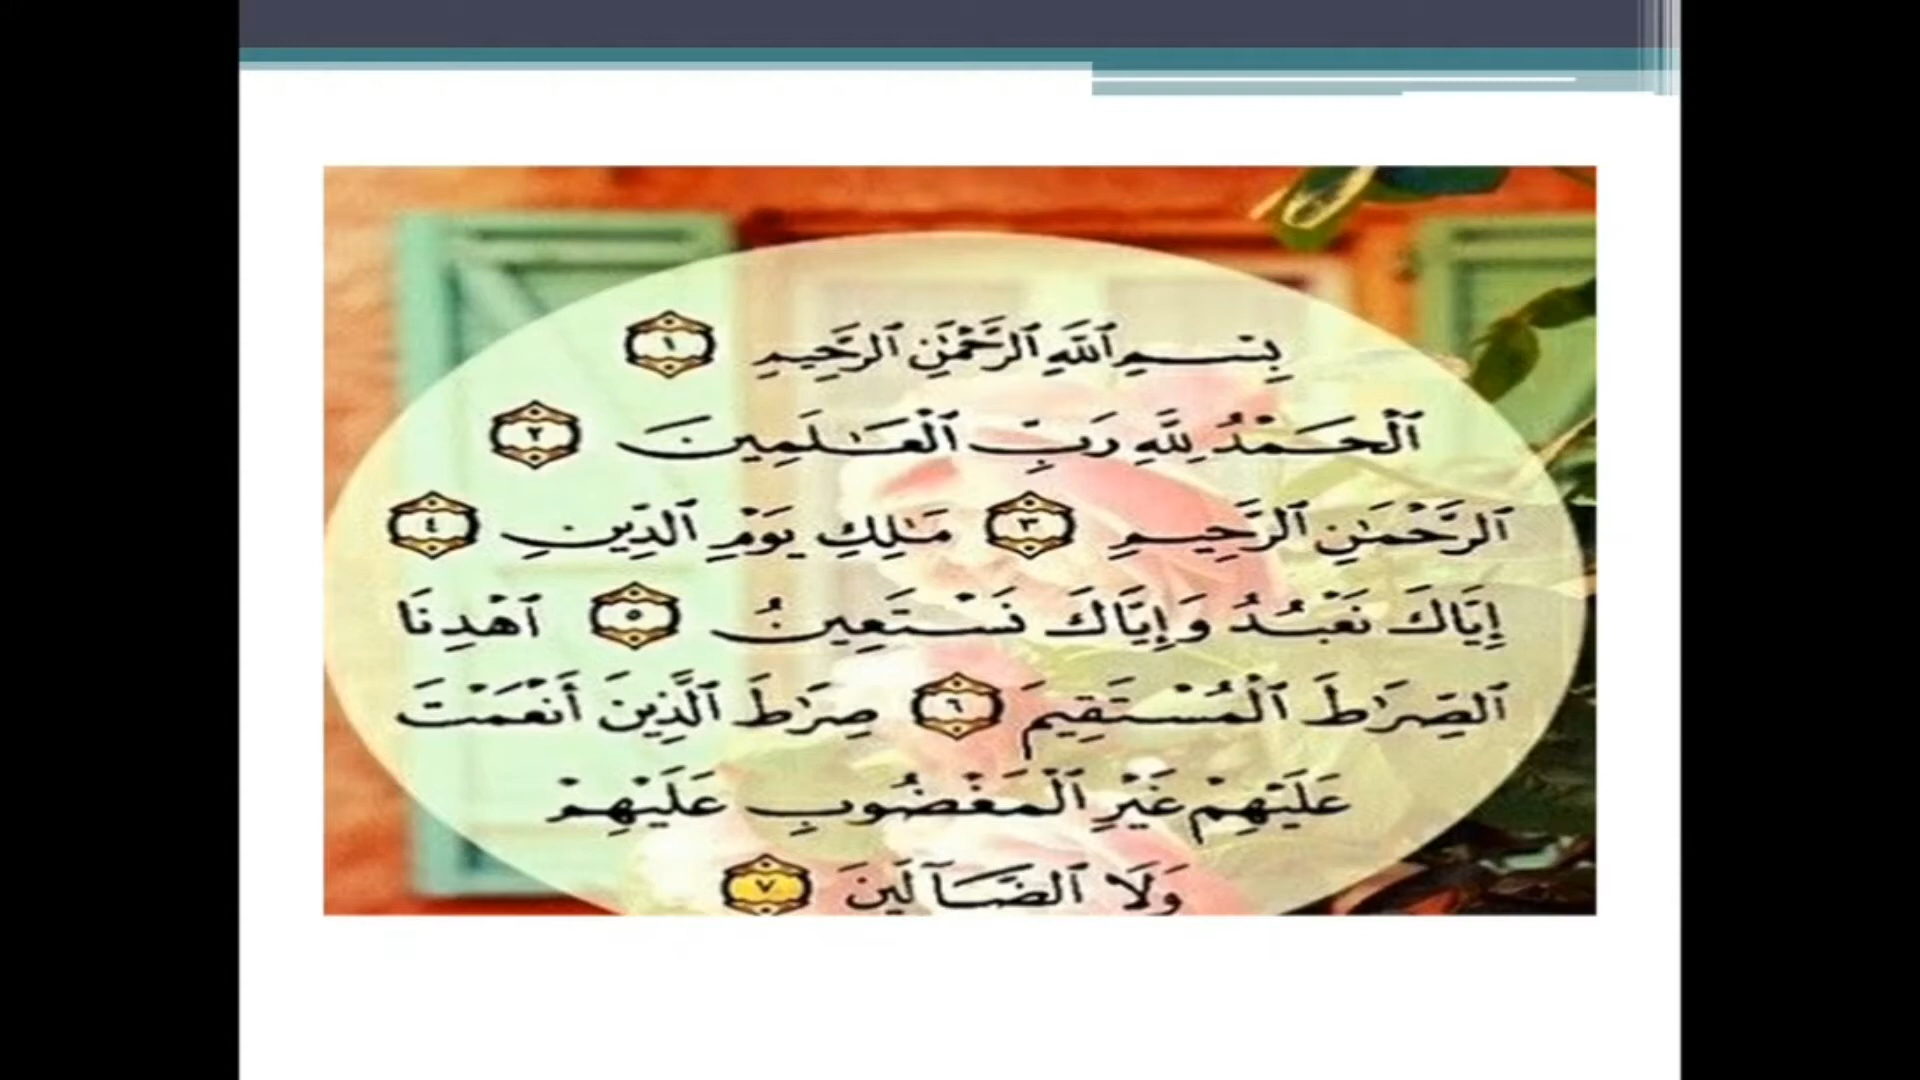 بِسْمِ ٱللَّهِ ٱلرَّحْمَٰنِ ٱلرَّحِيمِ ١
ٱلْحَمْدُ لِلَّهِ رَبِّ ٱلْعَٰلَمِينَ ٢
ٱلرَّحْمَٰنِ ٱلرَّحِيمِ ٣ مَٰلِكِ يَوْمِ ٱلدِّينِ ٤
إِيَّاكَ نَعْبُدُ وَإِيَّاكَ نَسْتَعِينُ ٥ ٱهْدِنَا
ٱلصِّرَٰطَ ٱلْمُسْتَقِيمَ ٦ صِرَٰطَ ٱلَّذِينَ أَنْعَمْتَ
عَلَيْهِمْ غَيْرِ ٱلْمَغْضُوبِ عَلَيْهِمْ
وَلَا ٱلضَّآلِّينَ ٧